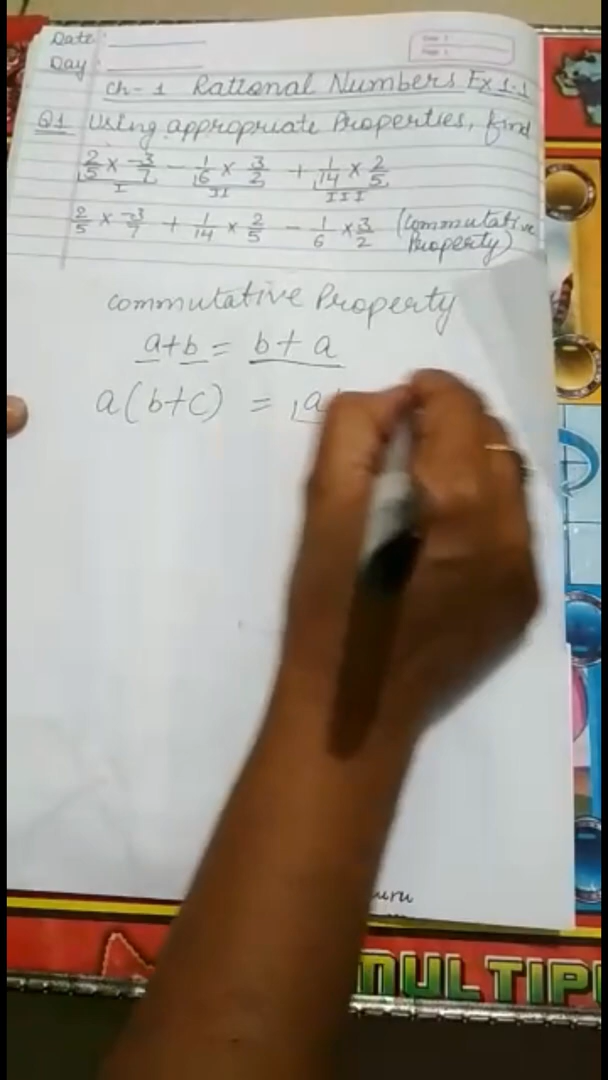 Date
Day
Ch-1 Rational Numbers Ex 1.1
Q1 Using appropriate Properties, find
2/5 × -3/7 - 1/6 × 3/2 + 1/14 × 2/5
I II III
2/5 × -3/7 + 1/14 × 2/5 - 1/6 × 3/2 (Commutative
Property)
Commutative Property
a+b = b+a
a(b+c) = a
uru
MULTIP